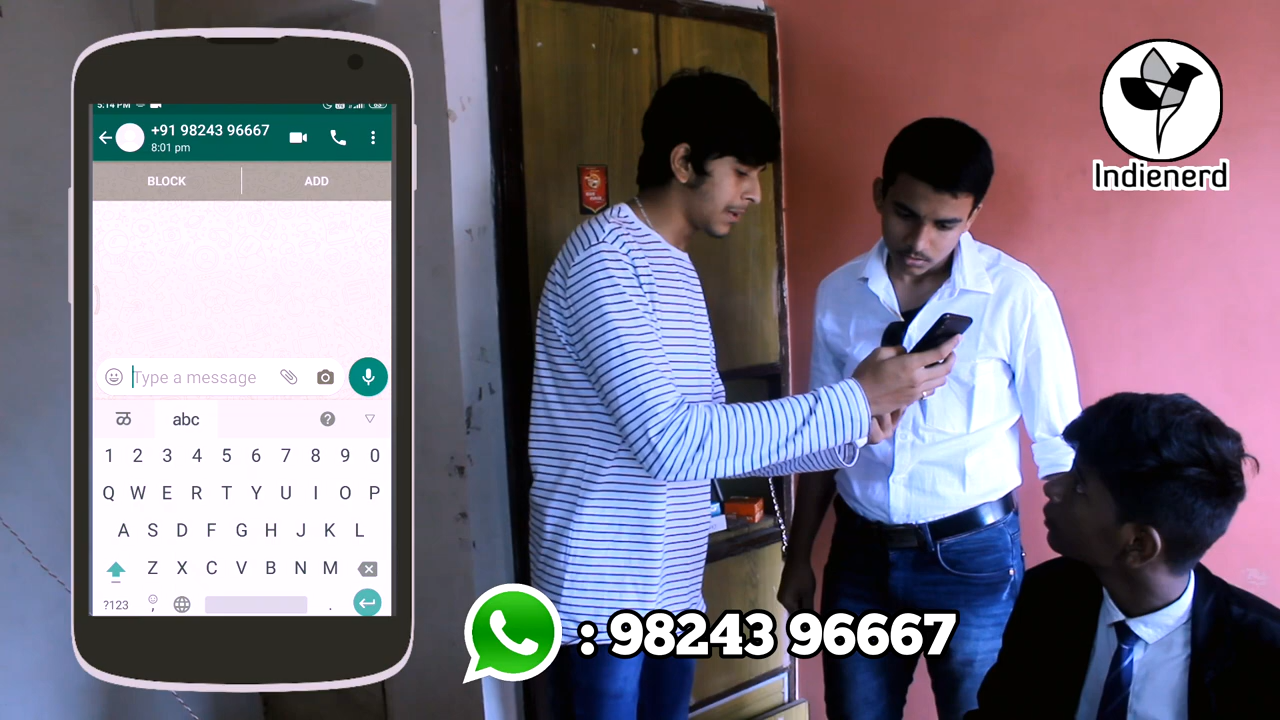 5:14 PM
+91 98243 96667
8:01 pm
BLOCK
ADD
Type a message
abc
1 2 3 4 5 6 7 8 9 0
Q W E R T Y U I O P
A S D F G H J K L
Z X C V B N M
?123 , .
Indienerd
: 98243 96667